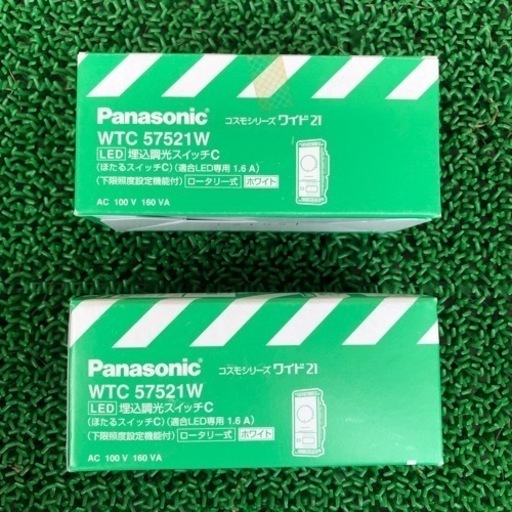 Panasonic コスモシリーズ ワイド21
WTC 57521W
LED 埋込調光スイッチC
(ほたるスイッチC)(適合LED専用1.6A)
(下限照度設定機能付) ロータリー式 ホワイト
AC 100 V 160 VA
Panasonic コスモシリーズ ワイド21
WTC 57521W
LED 埋込調光スイッチC
(ほたるスイッチC)(適合LED専用1.6A)
(下限照度設定機能付) ロータリー式 ホワイト
AC 100 V 160 VA